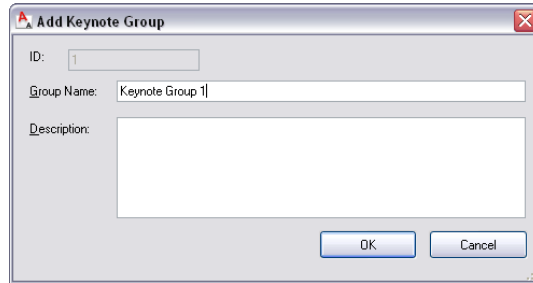 Add Keynote Group
ID: 1
Group Name: Keynote Group 1
Description:
OK Cancel